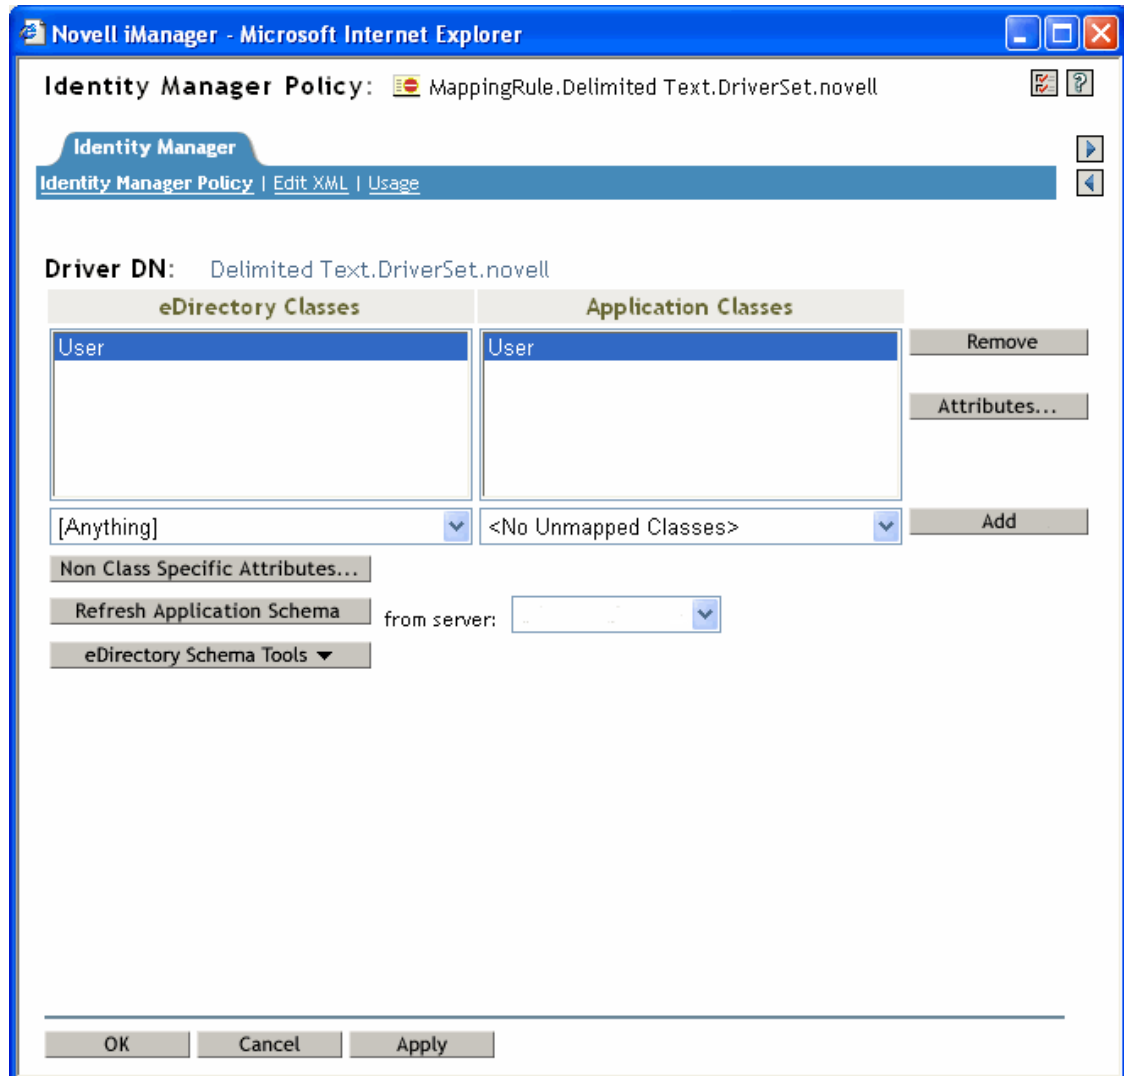 Novell iManager - Microsoft Internet Explorer
Identity Manager Policy: MappingRule.Delimited Text.DriverSet.novell
Identity Manager
Identity Manager Policy | Edit XML | Usage
Driver DN: Delimited Text.DriverSet.novell
eDirectory Classes Application Classes
User User Remove
Attributes...
[Anything] <No Unmapped Classes> Add
Non Class Specific Attributes...
Refresh Application Schema from server:
eDirectory Schema Tools
OK Cancel Apply